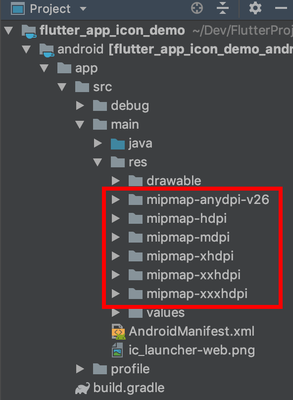 Project
flutter_app_icon_demo ~/Dev/FlutterProj
android [flutter_app_icon_demo_andr
app
src
debug
main
java
res
drawable
mipmap-anydpi-v26
mipmap-hdpi
mipmap-mdpi
mipmap-xhdpi
mipmap-xxhdpi
mipmap-xxxhdpi
values
AndroidManifest.xml
ic_launcher-web.png
profile
build.gradle